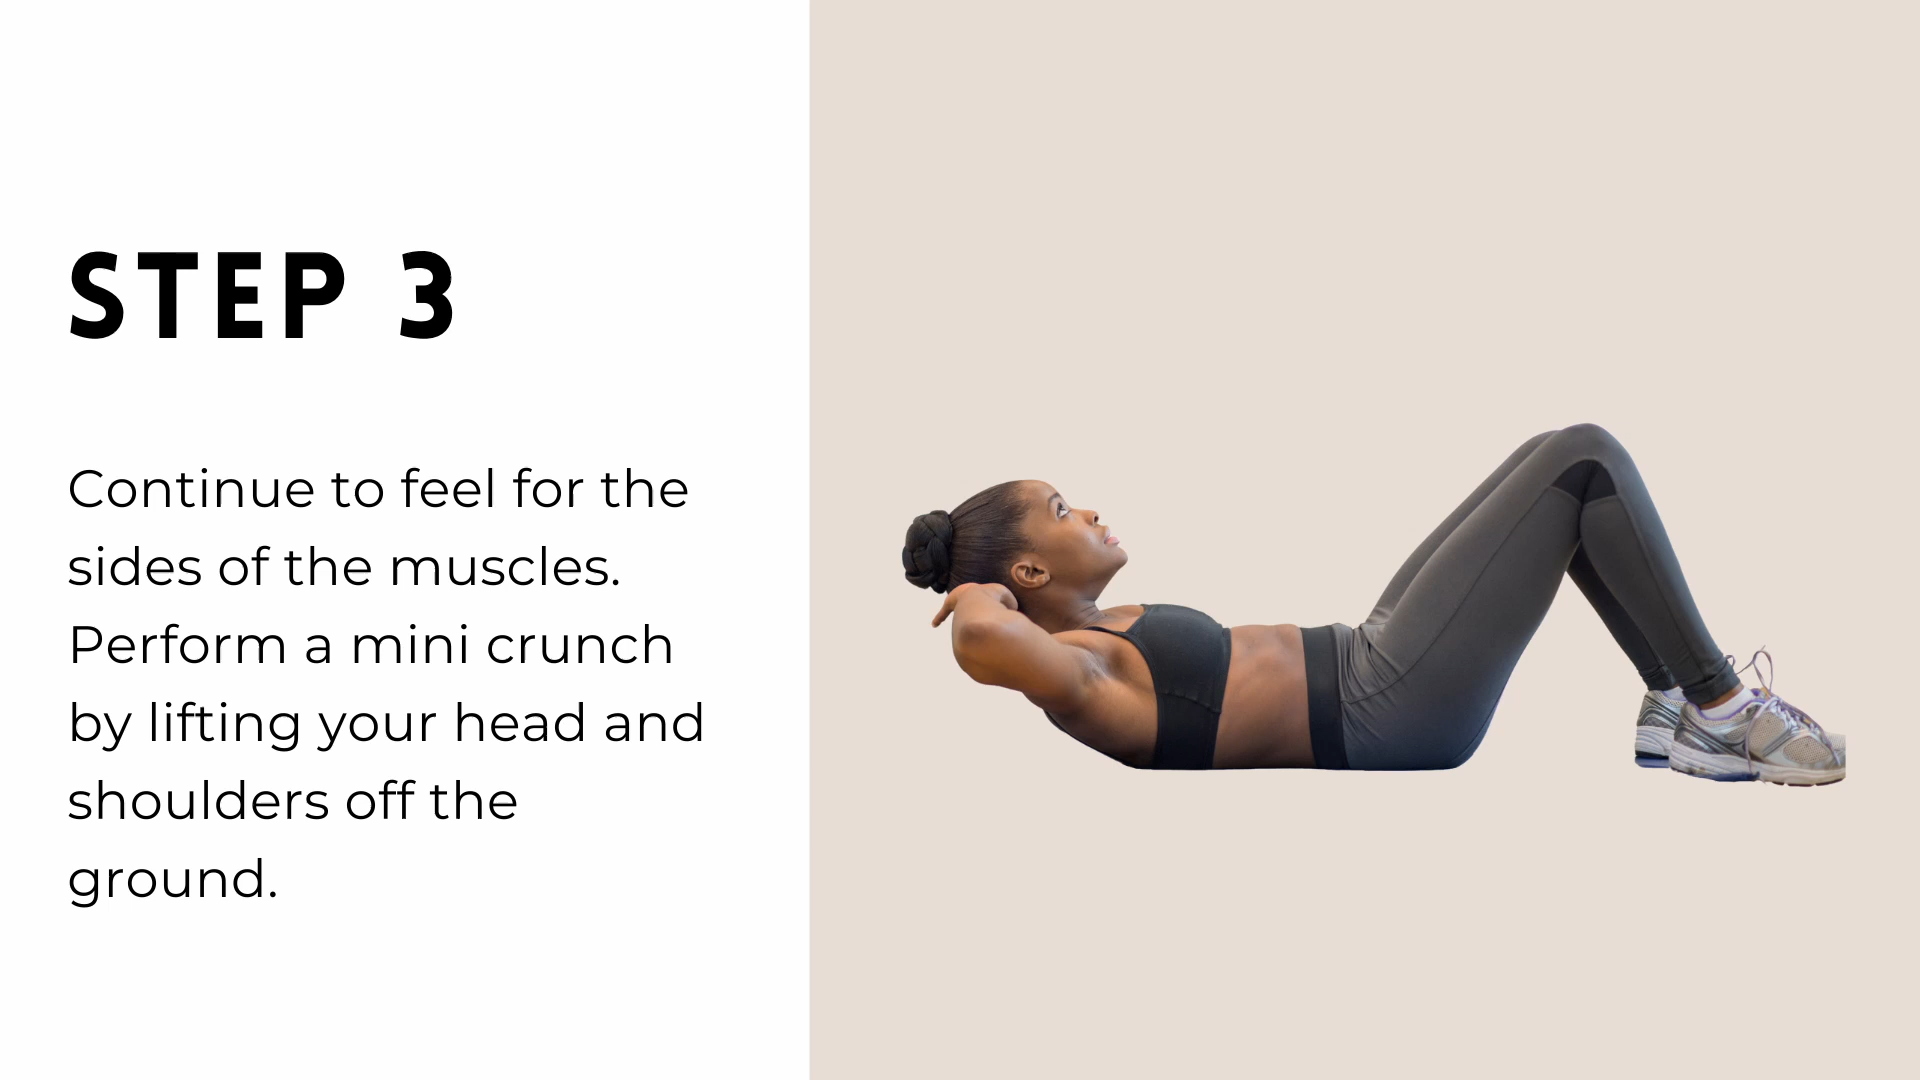 STEP 3
Continue to feel for the
sides of the muscles.
Perform a mini crunch
by lifting your head and
shoulders off the
ground.